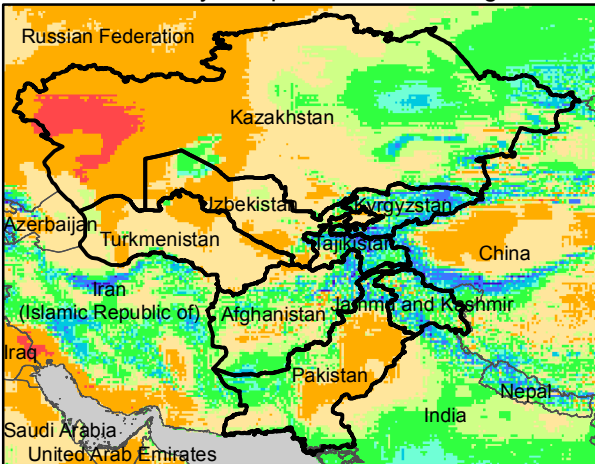 Russian Federation
Kazakhstan
Izbekistan
Kyrgyzstan
Azerbaijan
Turkmenistan
Tajikistan
China
Iran
(Islamic Republic of)
Afghanistan
Jammu and Kashmir
Iraq
Pakistan
Nepal
India
Saudi Arabia
United Arab Emirates